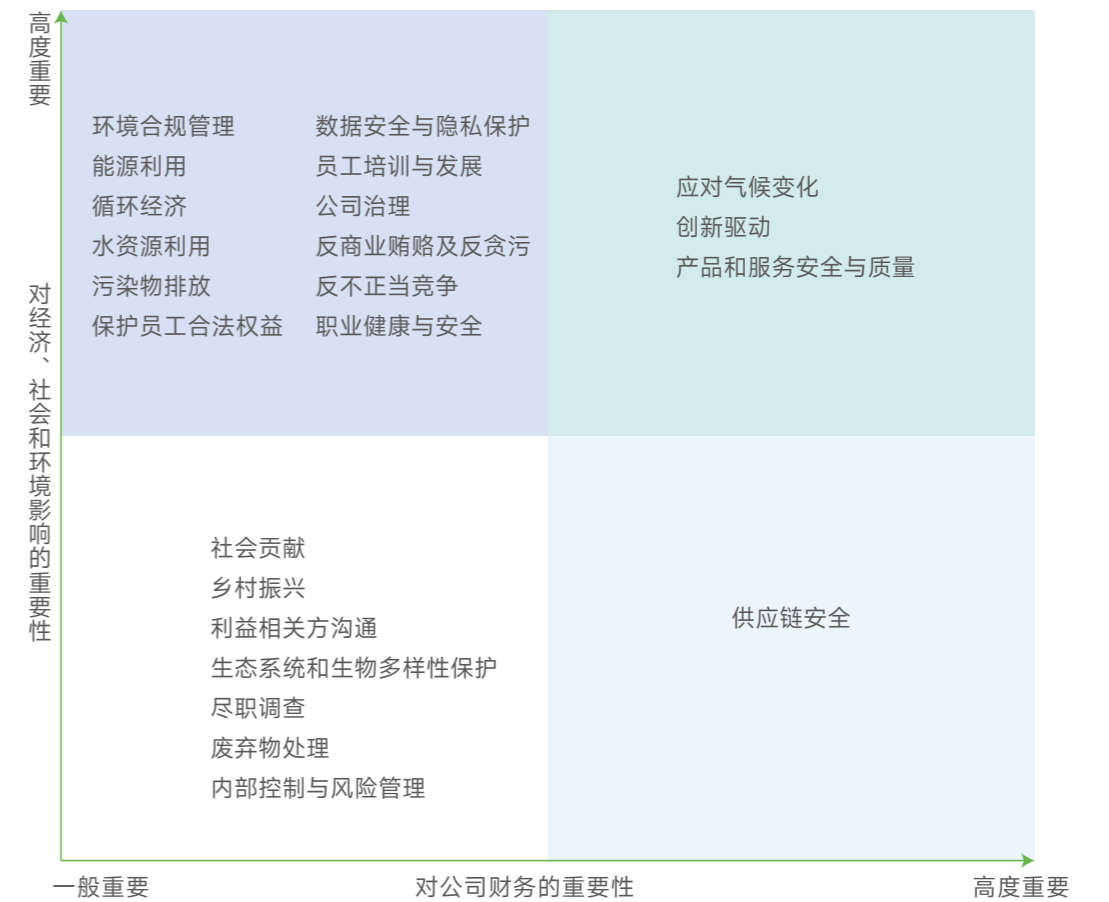 高度重要
对经济、社会和环境影响的重要性
环境合规管理
能源利用
循环经济
水资源利用
污染物排放
保护员工合法权益
数据安全与隐私保护
员工培训与发展
公司治理
反商业贿赂及反贪污
反不正当竞争
职业健康与安全
应对气候变化
创新驱动
产品和服务安全与质量
社会贡献
乡村振兴
利益相关方沟通
生态系统和生物多样性保护
尽职调查
废弃物处理
内部控制与风险管理
供应链安全
一般重要
对公司财务的重要性
高度重要